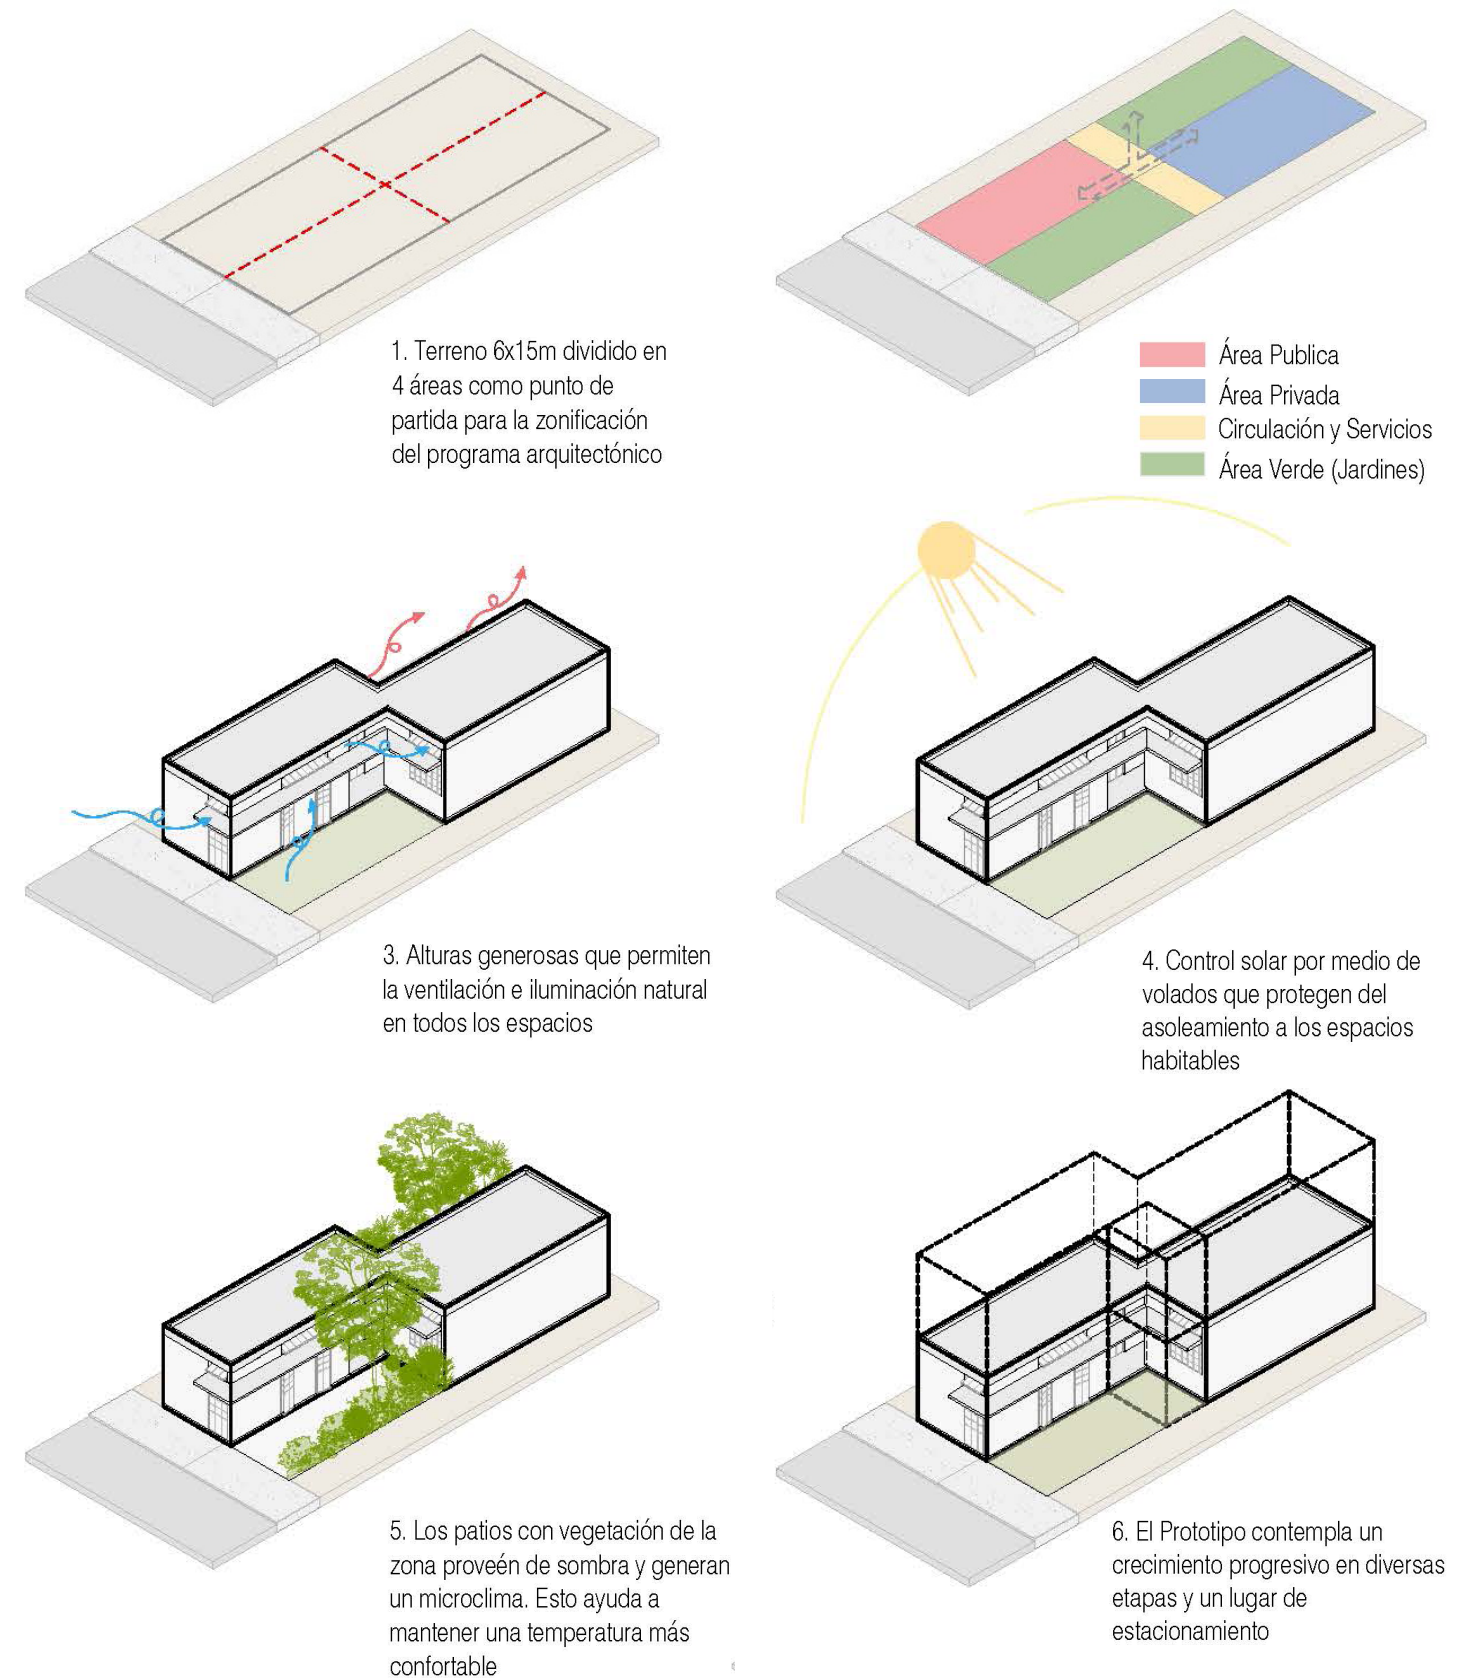 1. Terreno 6x15m dividido en
4 áreas como punto de
partida para la zonificación
del programa arquitectónico
Área Publica
Área Privada
Circulación y Servicios
Área Verde (Jardines)
3. Alturas generosas que permiten
la ventilación e iluminación natural
en todos los espacios
4. Control solar por medio de
volados que protegen del
asoleamiento a los espacios
habitables
5. Los patios con vegetación de la
zona proveén de sombra y generan
un microclima. Esto ayuda a
mantener una temperatura más
confortable
6. El Prototipo contempla un
crecimiento progresivo en diversas
etapas y un lugar de
estacionamiento